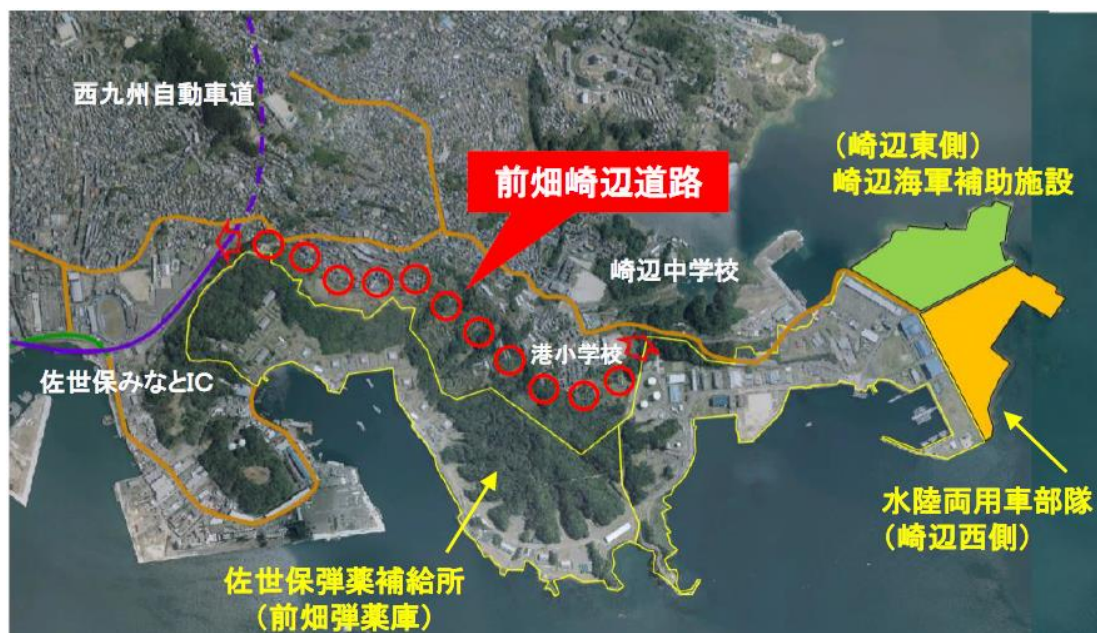 西九州自動車道
(崎辺東側)
崎辺海軍補助施設
前畑崎辺道路
崎辺中学校
港小学校
佐世保みなとIC
水陸両用車部隊
(崎辺西側)
佐世保弾薬補給所
(前畑弾薬庫)